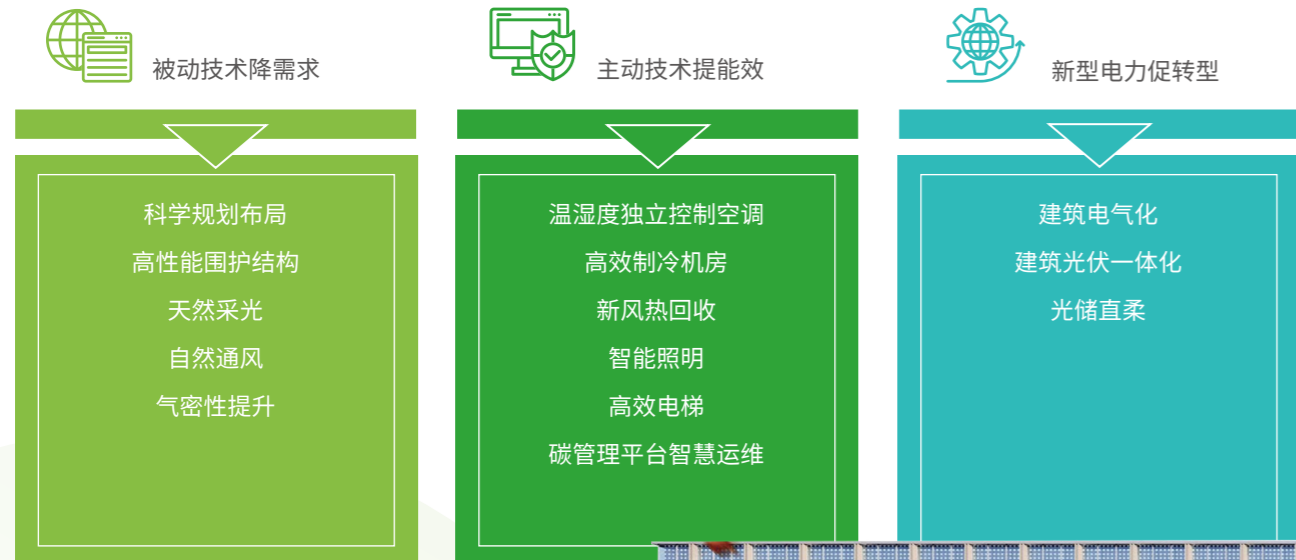 被动技术降需求
科学规划布局
高性能围护结构
天然采光
自然通风
气密性提升
主动技术提能效
温湿度独立控制空调
高效制冷机房
新风热回收
智能照明
高效电梯
碳管理平台智慧运维
新型电力促转型
建筑电气化
建筑光伏一体化
光储直柔